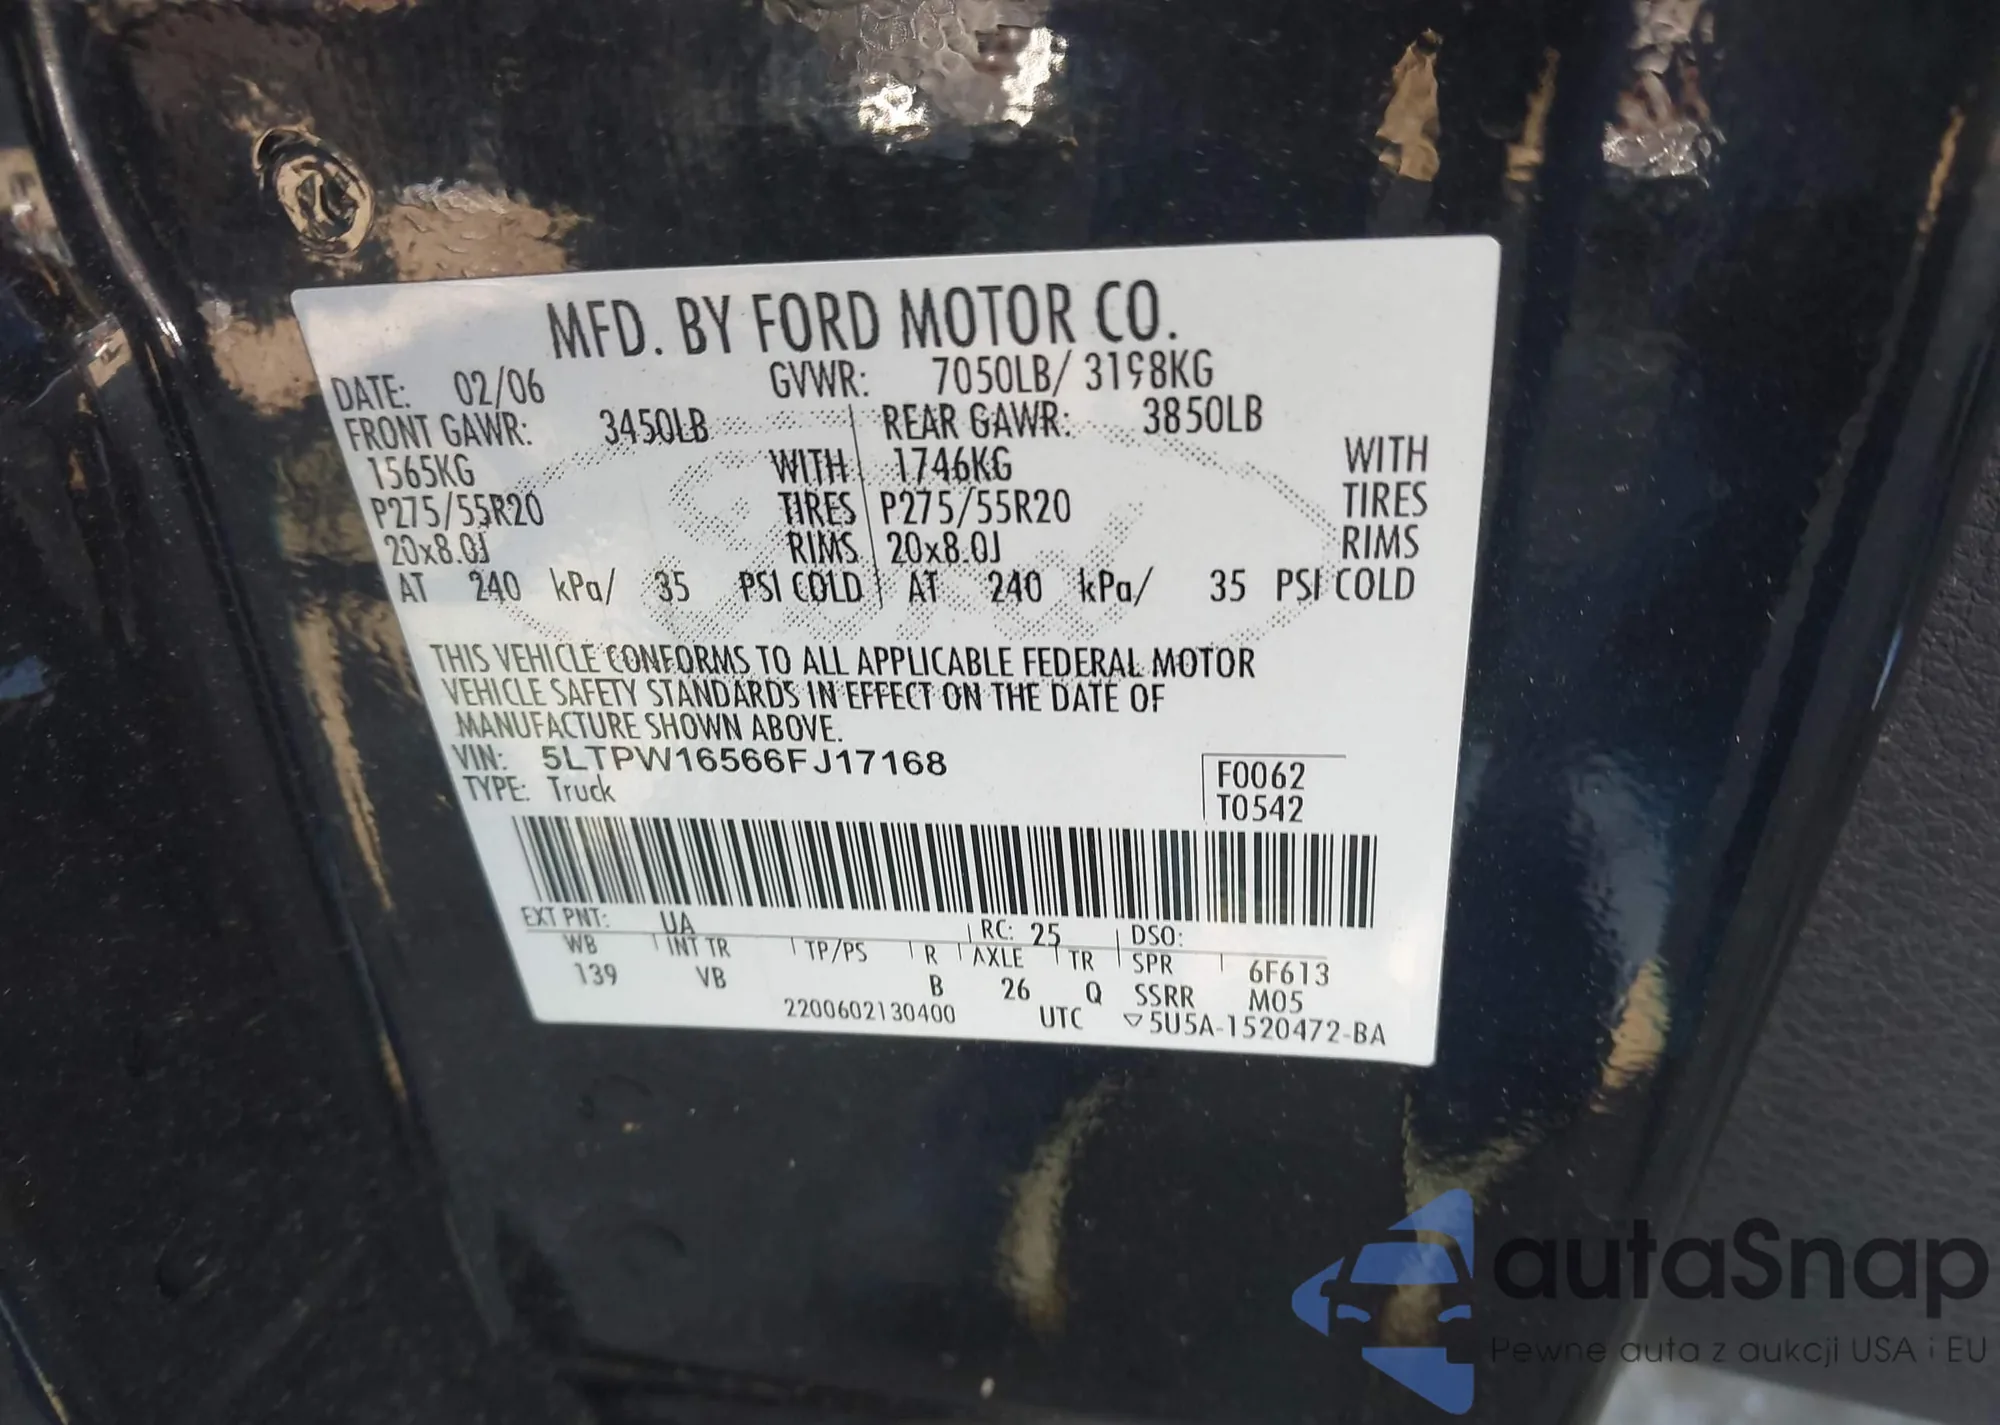 MFD. BY FORD MOTOR CO.
DATE: 02/06 GVWR: 7050LB/ 3198KG
FRONT GAWR: 3450LB REAR GAWR: 3850LB
1565KG WITH 1746KG WITH
P275/55R20 TIRES P275/55R20 TIRES
20x8.0J RIMS 20x8.0J RIMS
AT 240 kPa/ 35 PSI COLD AT 240 kPa/ 35 PSI COLD
THIS VEHICLE CONFORMS TO ALL APPLICABLE FEDERAL MOTOR
VEHICLE SAFETY STANDARDS IN EFFECT ON THE DATE OF
MANUFACTURE SHOWN ABOVE.
VIN: 5LTPW16566FJ17168
TYPE: Truck
F0062
T0542
EXT PNT: UA RC: 25 DSO:
WB INT TR TP/PS R AXLE TR SPR 6F613
139 VB B 26 Q SSRR M05
2200602130400 UTC ▽5U5A-1520472-BA
autaSnap
Pewne auta z aukcji USA i EU